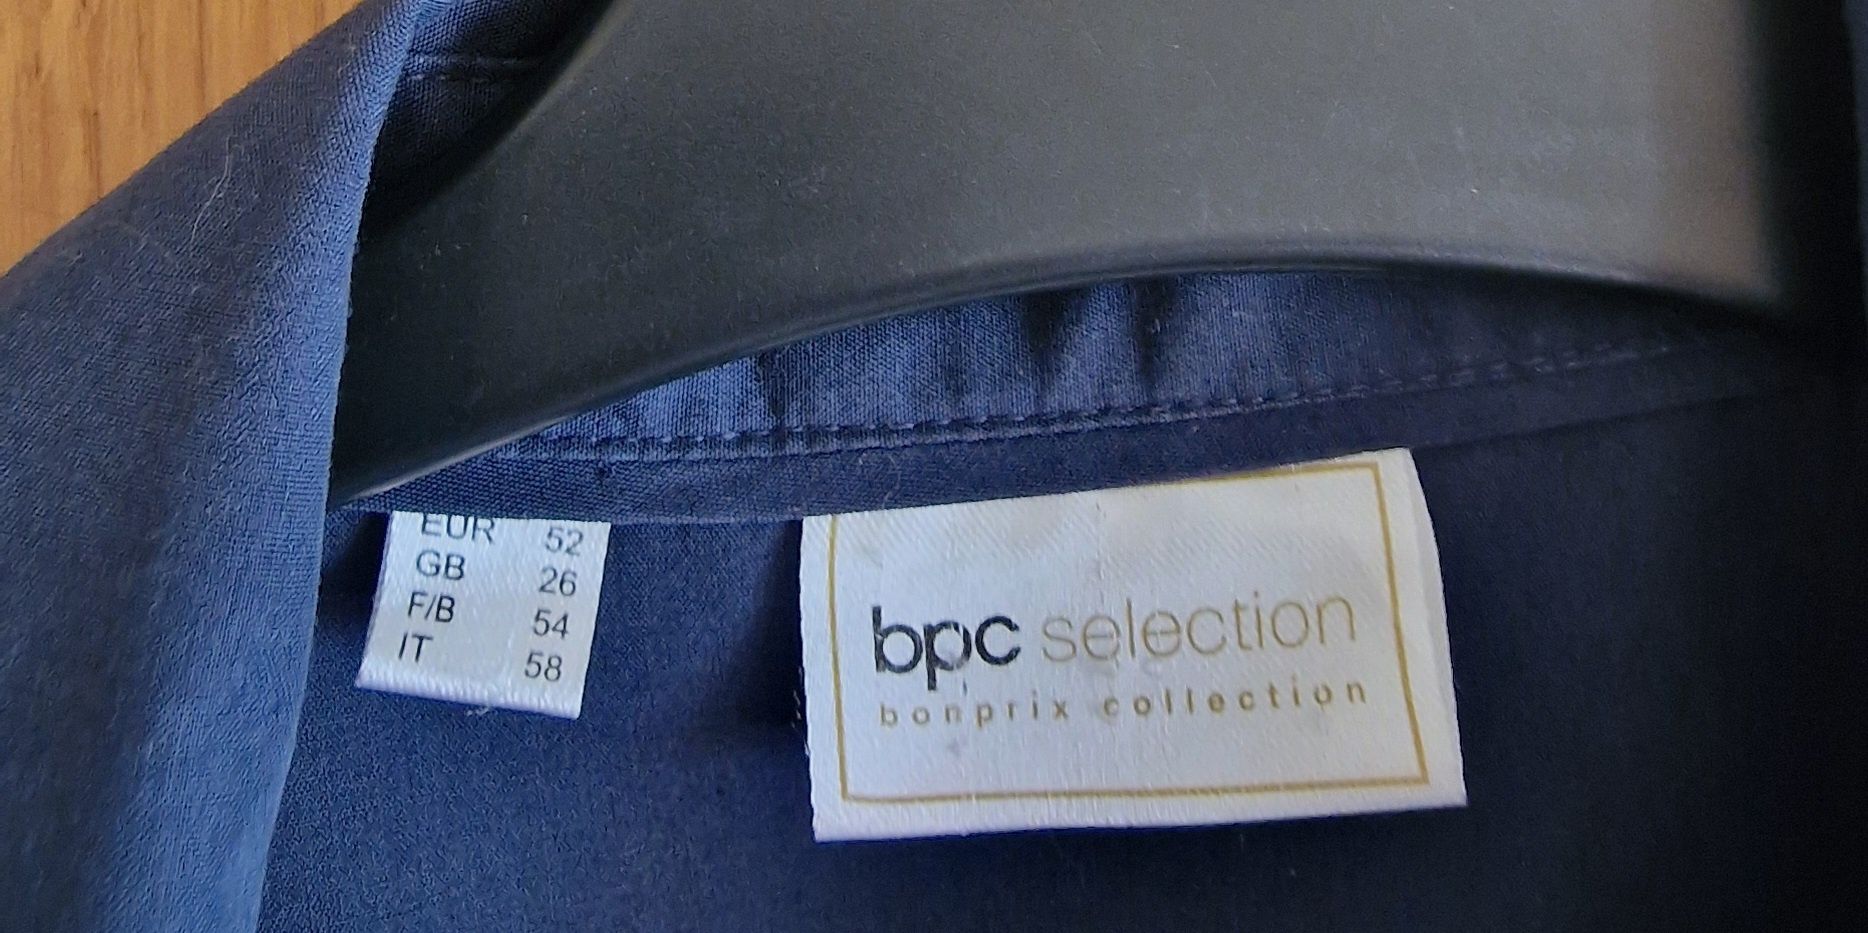 EUR 52
GB 26
F/B 54
IT 58
bpc selection
bonprix collection